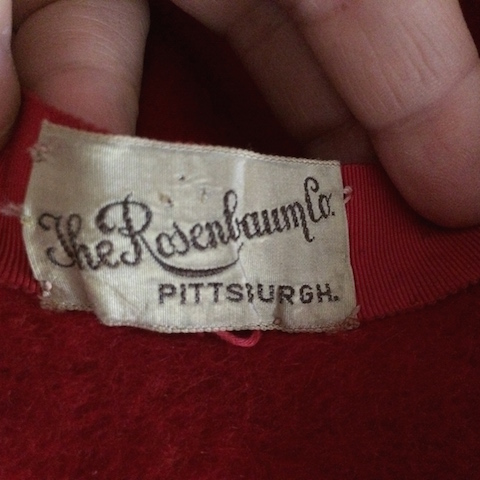 The Rosenbaum Co.
PITTSBURGH.